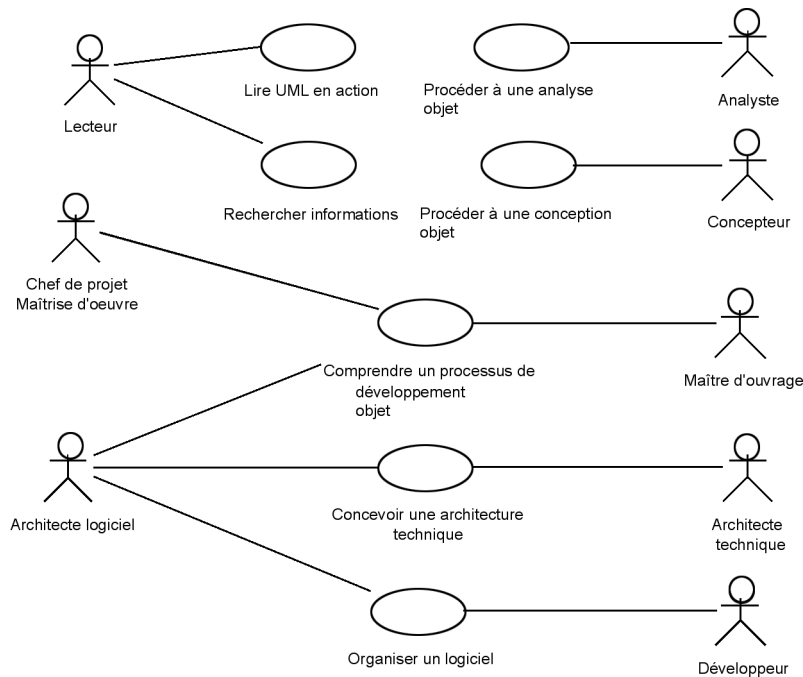 Lecteur
Lire UML en action
Procéder à une analyse
objet
Analyste
Rechercher informations
Procéder à une conception
objet
Concepteur
Chef de projet
Maîtrise d'oeuvre
Comprendre un processus de
développement
objet
Maître d'ouvrage
Architecte logiciel
Concevoir une architecture
technique
Architecte
technique
Organiser un logiciel
Développeur